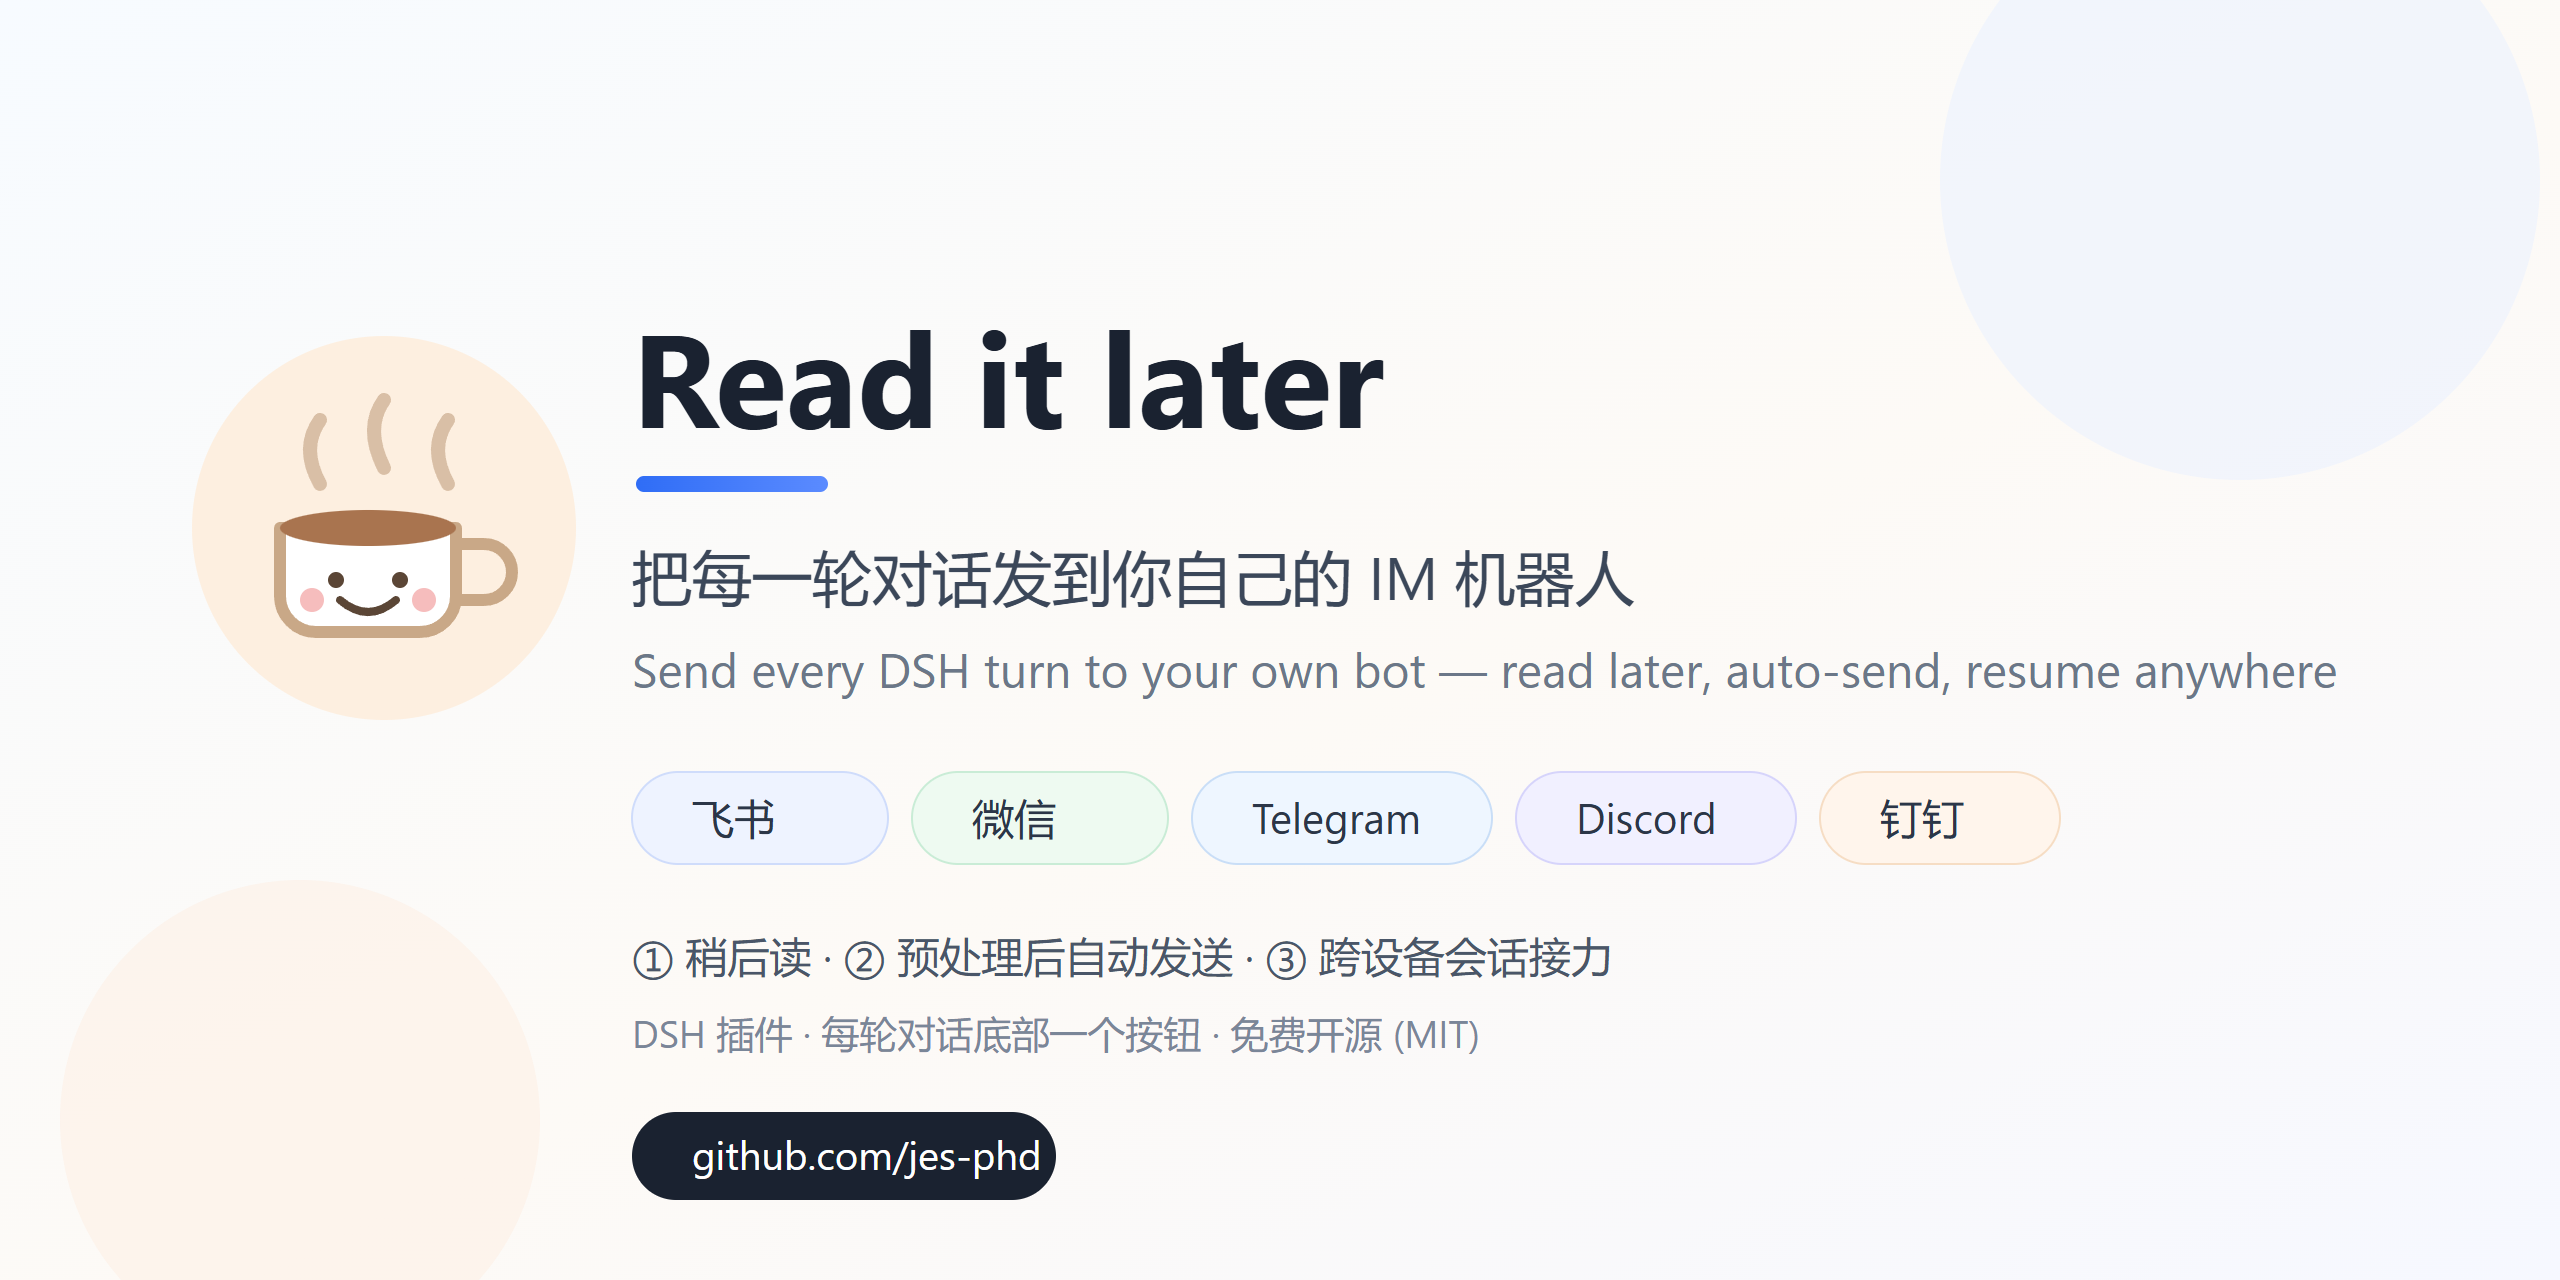 Read it later
把每一轮对话发到你自己的 IM 机器人
Send every DSH turn to your own bot — read later, auto-send, resume anywhere
飞书 微信 Telegram Discord 钉钉
① 稍后读 · ② 预处理后自动发送 · ③ 跨设备会话接力
DSH 插件 · 每轮对话底部一个按钮 · 免费开源 (MIT)
github.com/jes-phd